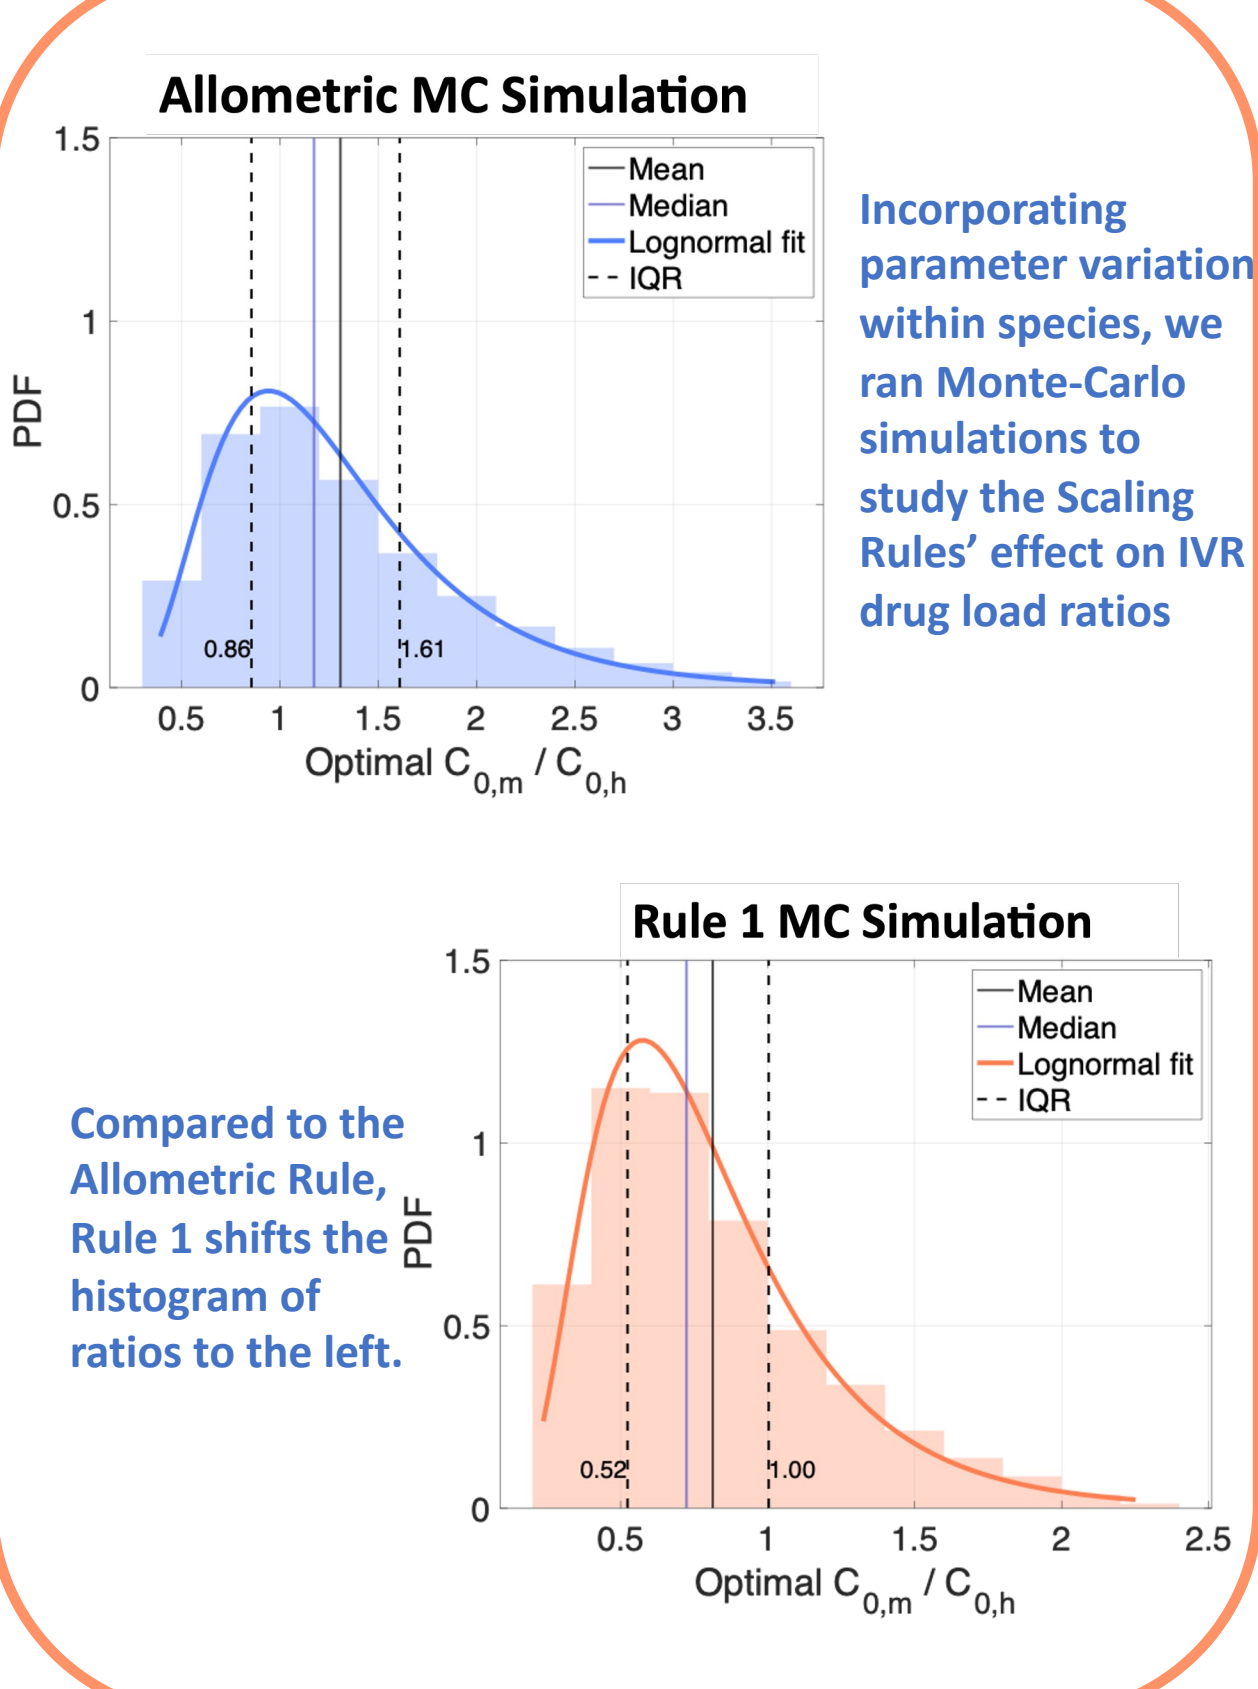 Allometric MC Simulation
1.5
1
0.5
0
PDF
Mean
Median
Lognormal fit
IQR
0.86
1.61
0.5 1 1.5 2 2.5 3 3.5
Optimal C0,m / C0,h
Incorporating
parameter variation
within species, we
ran Monte-Carlo
simulations to
study the Scaling
Rules’ effect on IVR
drug load ratios
Rule 1 MC Simulation
1.5
1
0.5
0
PDF
Mean
Median
Lognormal fit
IQR
0.52
1.00
0.5 1 1.5 2 2.5
Optimal C0,m / C0,h
Compared to the
Allometric Rule,
Rule 1 shifts the
histogram of
ratios to the left.